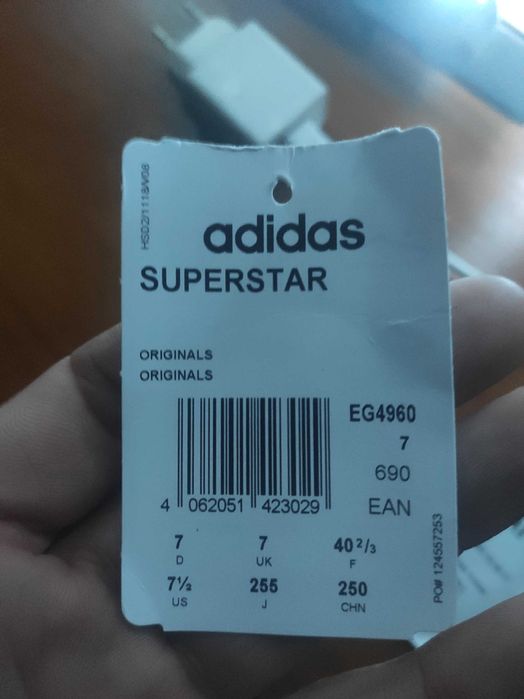 HSD2/1118/V08
adidas
SUPERSTAR
ORIGINALS
ORIGINALS
EG4960
7
690
4 062051 423029 EAN
7 7 40 2/3
D UK F
7½ 255 250
US J CHN
PO# 124557253